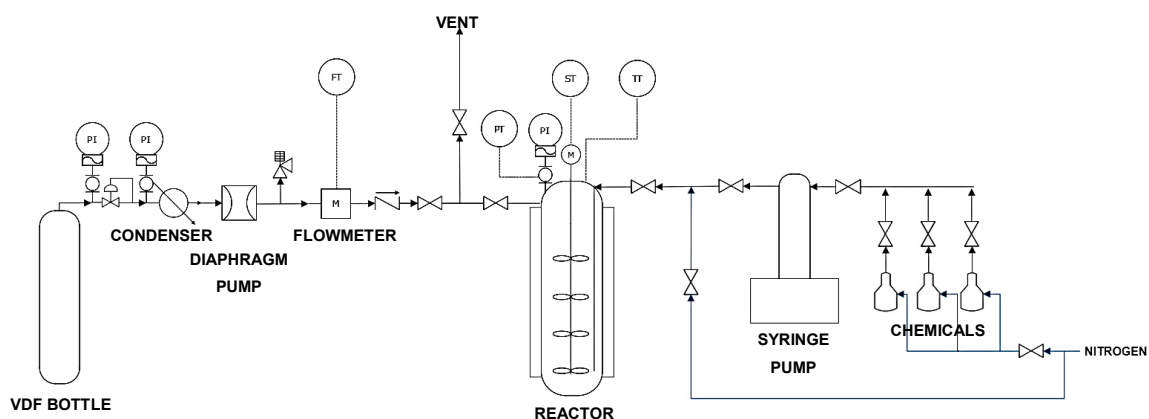 VENT
FT
ST
TT
PI
PI
PT
PI
M
M
CONDENSER
DIAPHRAGM
PUMP
FLOWMETER
SYRINGE
PUMP
CHEMICALS
NITROGEN
VDF BOTTLE
REACTOR